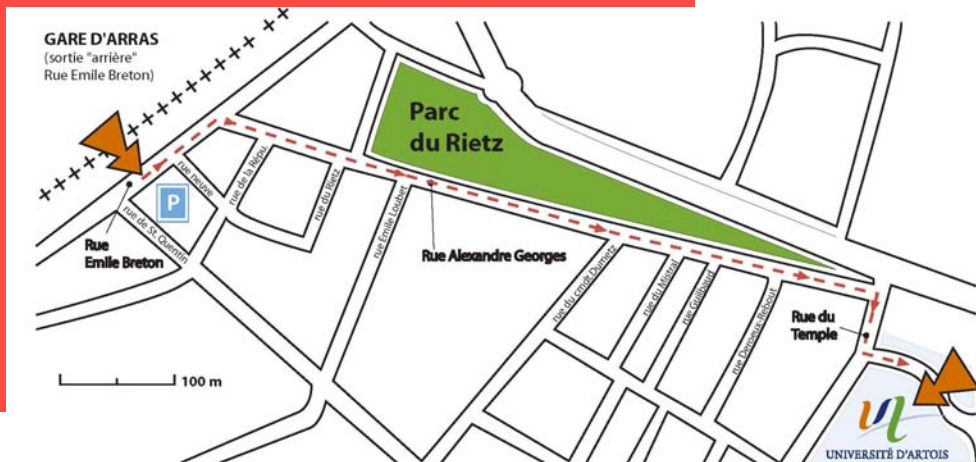 GARE D'ARRAS
(sortie "arrière"
Rue Emile Breton)
Parc
du Rietz
P
rue neuve
rue de la Répu.
rue du Rietz
rue de St. Quentin
Rue
Emile Breton
rue Emile Loubet
Rue Alexandre Georges
rue du cmdt Dumetz
rue du Mistral
rue Guilbaud
rue Deroeux-Rebout
Rue du
Temple
100 m
UNIVERSITÉ D'ARTOIS